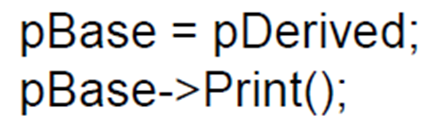 pBase = pDerived;
pBase->Print();